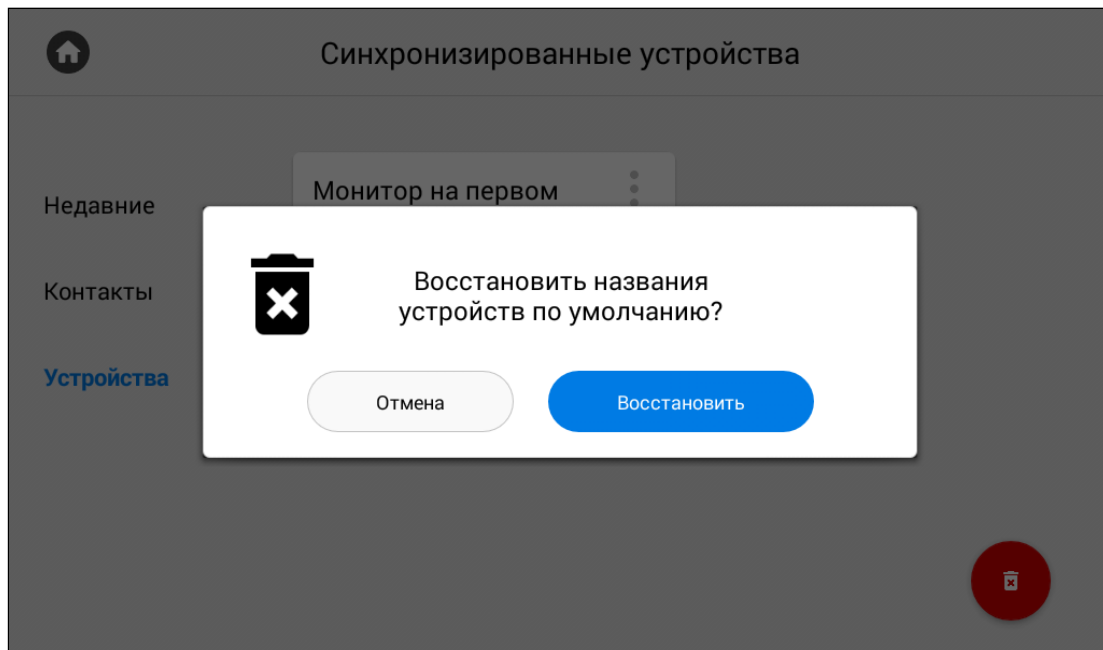 Синхронизированные устройства
Недавние
Контакты
Устройства
Монитор на первом
Восстановить названия
устройств по умолчанию?
Отмена
Восстановить